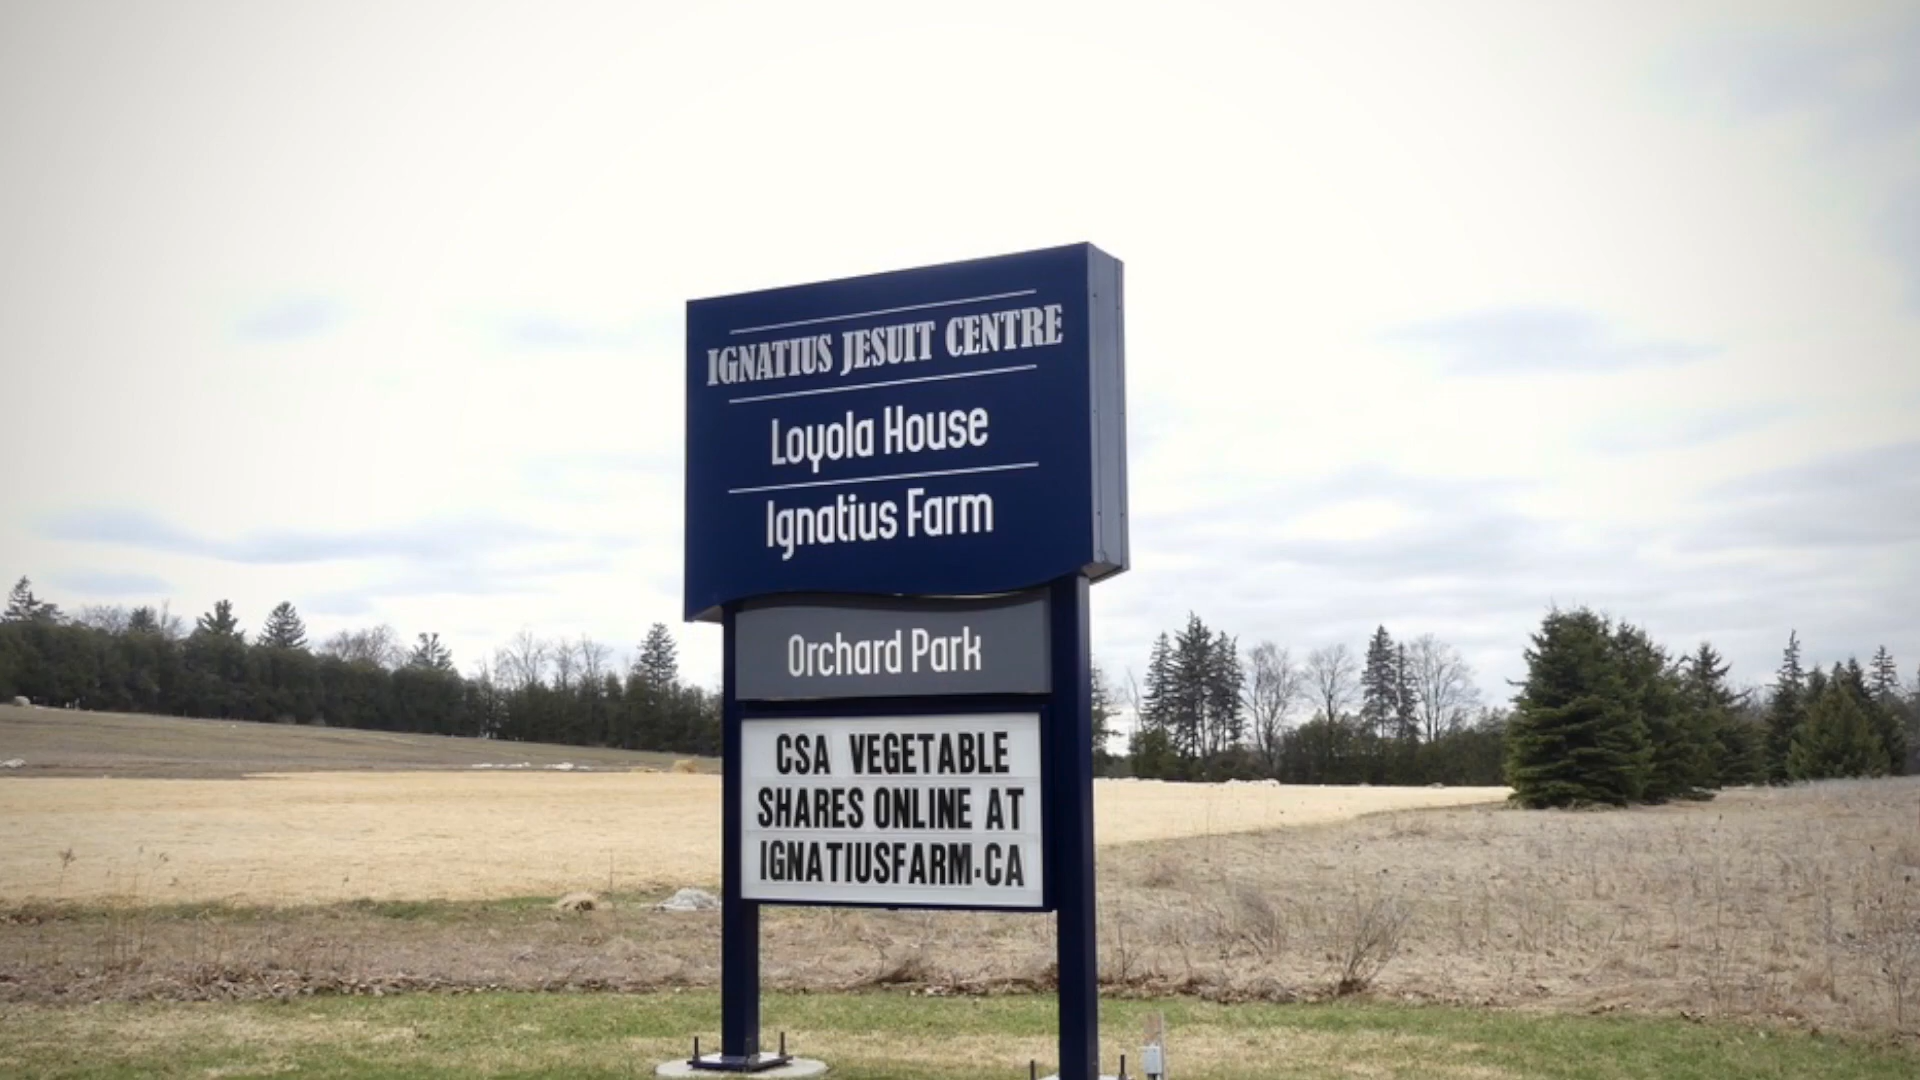 IGNATIUS JESUIT CENTRE
Loyola House
Ignatius Farm
Orchard Park
CSA VEGETABLE
SHARES ONLINE AT
IGNATIUSFARM.CA